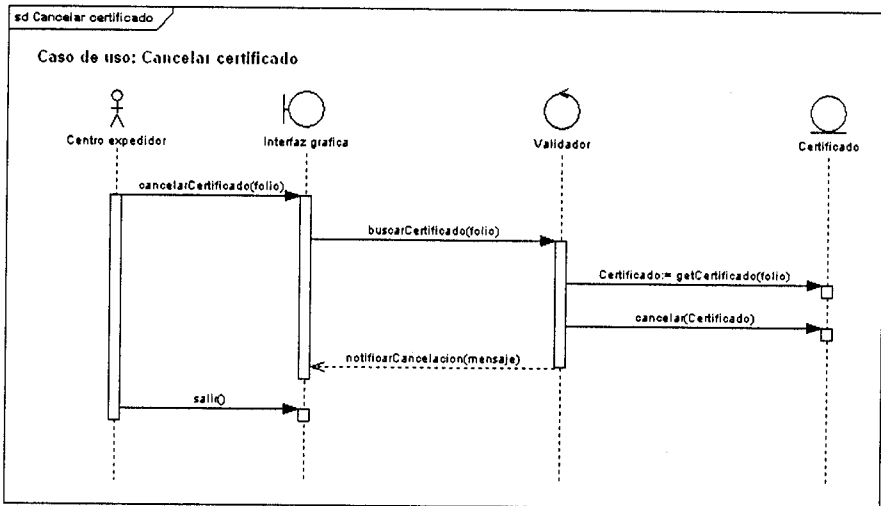 sd Cancelar certificado
Caso de uso: Cancelar certificado
Centro expedidor
Interfaz grafica
Validador
Certificado
cancelarCertificado(folio)
buscarCertificado(folio)
Certificado:= getCertificado(folio)
cancelar(Certificado)
notificarCancelacion(mensaje)
salir()